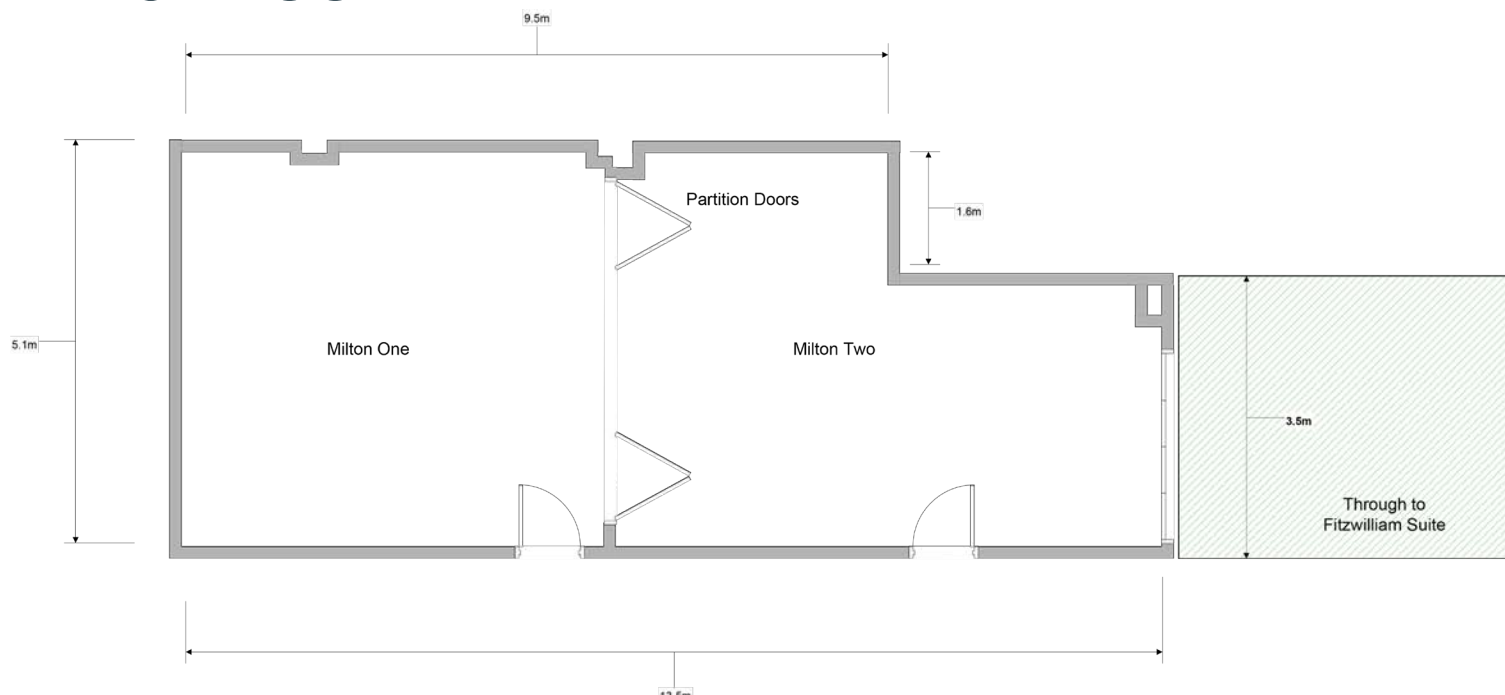 9.5m
Partition Doors
1.6m
5.1m
Milton One
Milton Two
3.5m
Through to
Fitzwilliam Suite